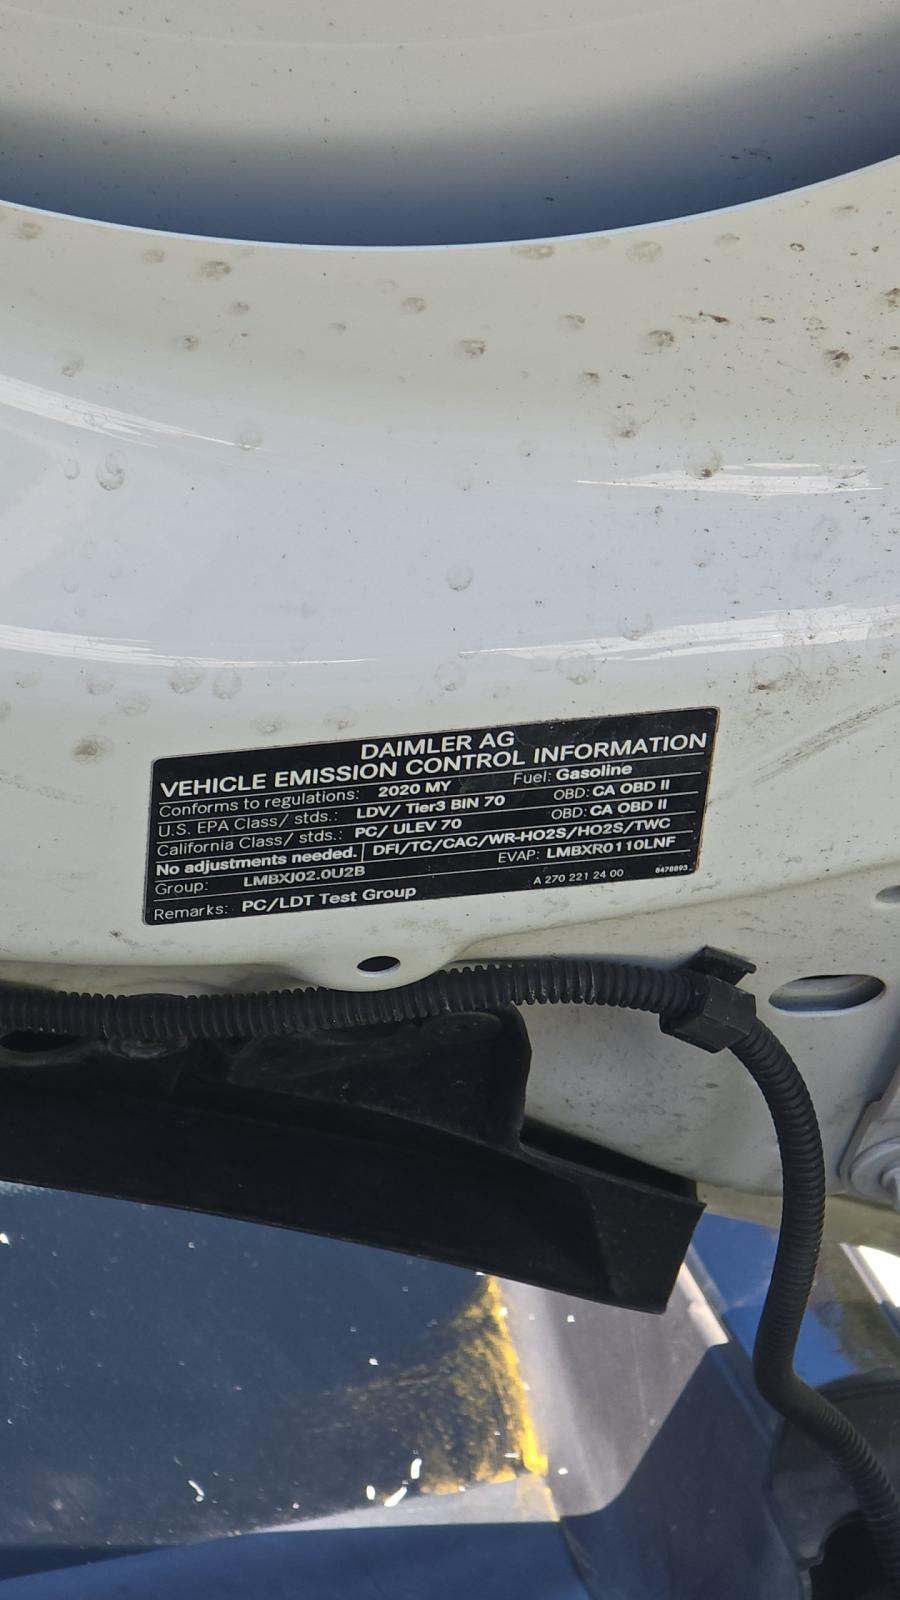 DAIMLER AG
VEHICLE EMISSION CONTROL INFORMATION
Conforms to regulations: 2020 MY Fuel: Gasoline
U.S. EPA Class/ stds.: LDV/ Tier3 BIN 70 OBD: CA OBD II
California Class/ stds.: PC/ ULEV 70 OBD: CA OBD II
No adjustments needed. DFI/TC/CAC/WR-HO2S/HO2S/TWC
Group: LMBXJ02.0U2B EVAP: LMBXR0110LNF
Remarks: PC/LDT Test Group A 270 221 24 00